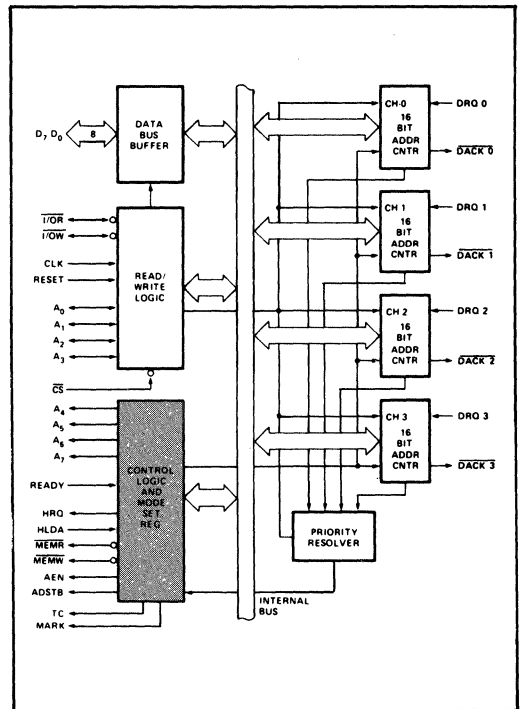 DATA
BUS
BUFFER
D7 D0
8
I/OR
I/OW
CLK
RESET
A0
A1
A2
A3
CS
READ/
WRITE
LOGIC
A4
A5
A6
A7
READY
HRQ
HLDA
MEMR
MEMW
AEN
ADSTB
TC
MARK
CONTROL
LOGIC
AND
MODE
SET
REG
INTERNAL
BUS
CH-0
16
BIT
ADDR
CNTR
DRQ 0
DACK 0
CH 1
16
BIT
ADDR
CNTR
DRQ 1
DACK 1
CH 2
16
BIT
ADDR
CNTR
DRQ 2
DACK 2
CH 3
16
BIT
ADDR
CNTR
DRQ 3
DACK 3
PRIORITY
RESOLVER